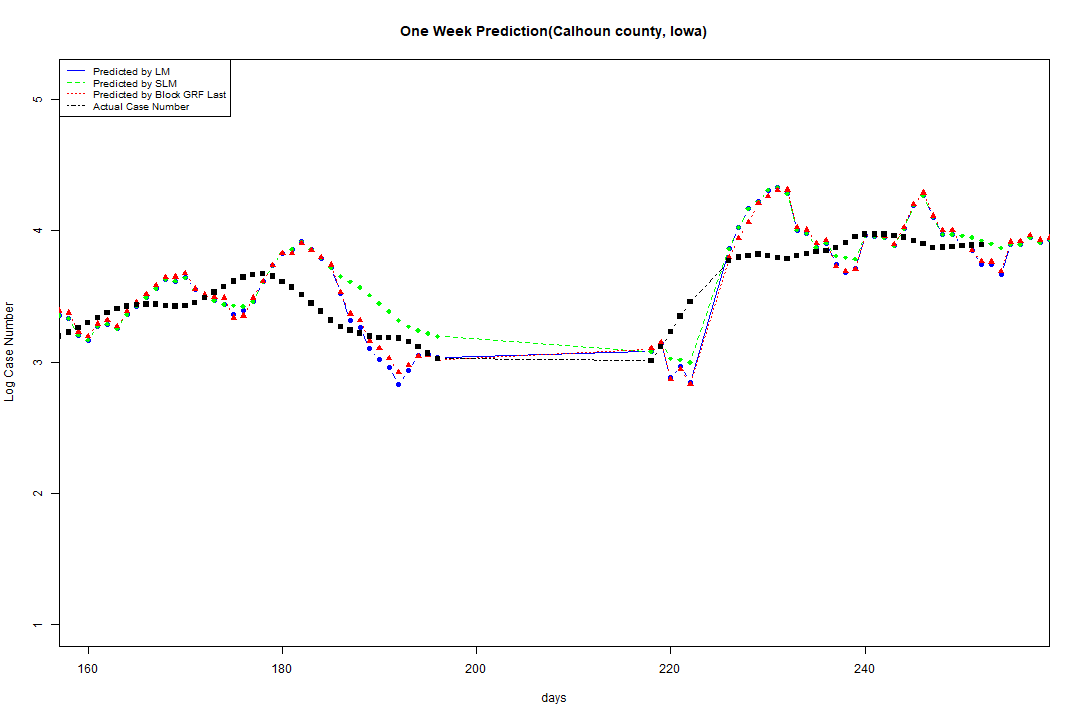 One Week Prediction(Calhoun county, Iowa)
Predicted by LM
Predicted by SLM
Predicted by Block GRF Last
Actual Case Number
5
4
3
2
1
Log Case Number
160 180 200 220 240
days